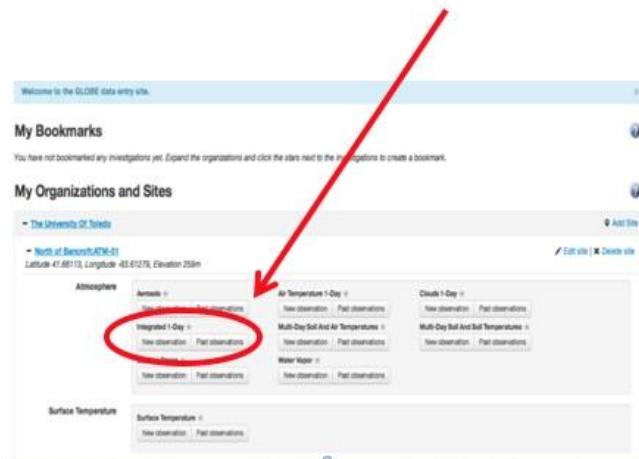 Welcome to the GLOBE data entry site.
My Bookmarks
You have not bookmarked any investigations yet. Expand the organizations and click the stars next to the investigations to create a bookmark.
My Organizations and Sites
The University Of Toledo
Add Site
North of Bancroft:ATM-01
Edit site | Delete site
Latitude 41.66113, Longitude -83.61279, Elevation 259m
Atmosphere
Aerosols Air Temperature 1-Day Clouds 1-Day
New observation Past observations New observation Past observations New observation Past observations
Integrated 1-Day Multi-Day Soil And Air Temperatures Multi-Day Soil And Soil Temperatures
New observation Past observations New observation Past observations New observation Past observations
Water Vapor
New observation Past observations New observation Past observations
Surface Temperature
Surface Temperature
New observation Past observations